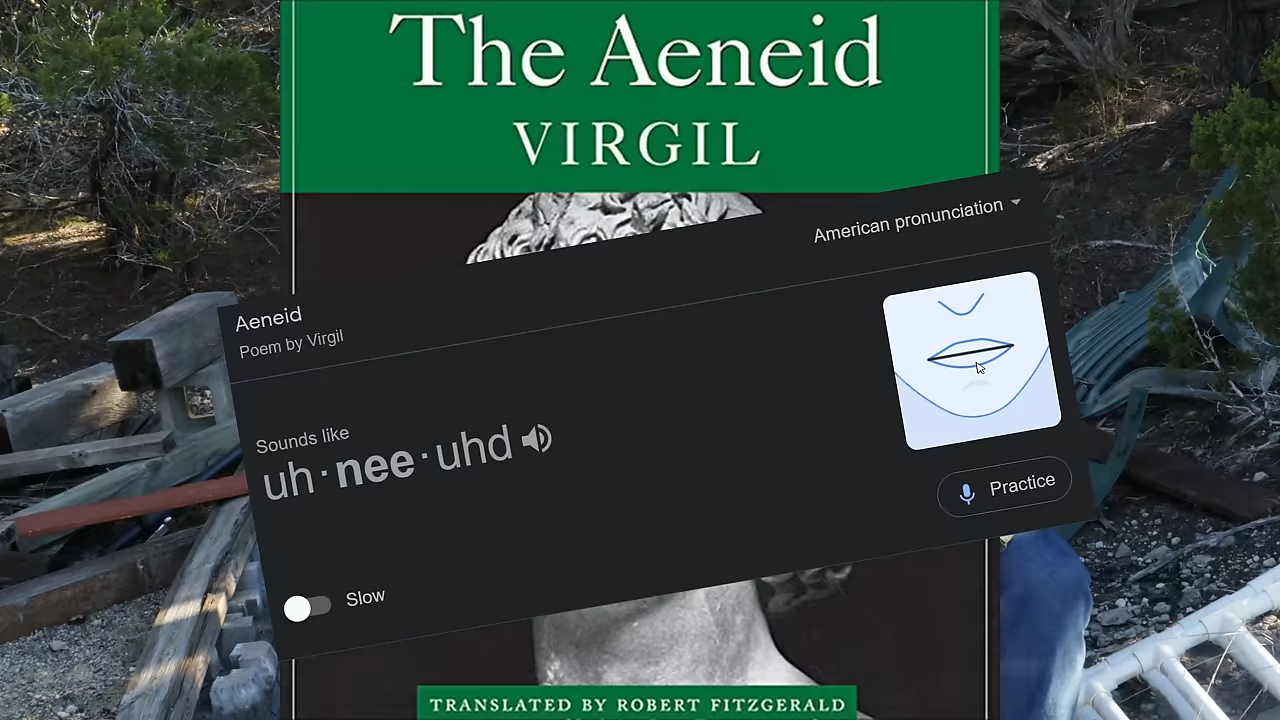 The Aeneid
VIRGIL
American pronunciation
Aeneid
Poem by Virgil
Sounds like
uh·nee·uhd
Practice
Slow
TRANSLATED BY ROBERT FITZGERALD